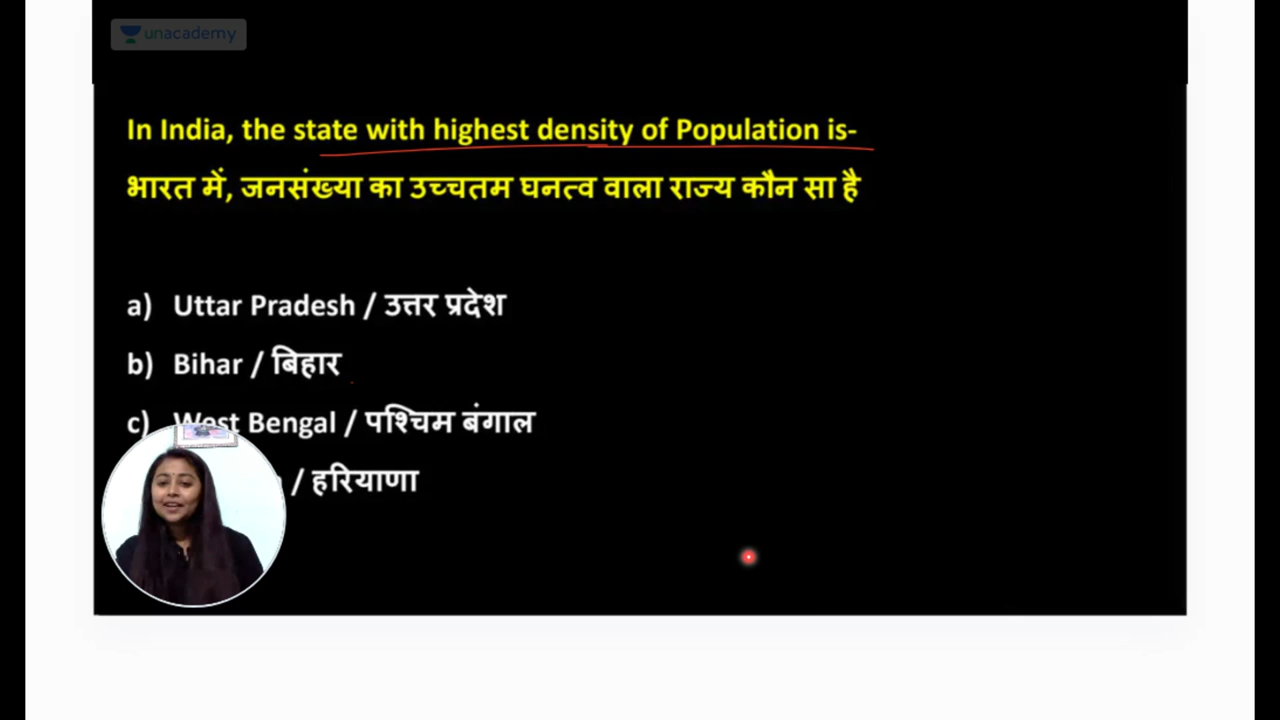 unacademy
In India, the state with highest density of Population is-
भारत में, जनसंख्या का उच्चतम घनत्व वाला राज्य कौन सा है
a) Uttar Pradesh / उत्तर प्रदेश
b) Bihar / बिहार
c) West Bengal / पश्चिम बंगाल
/ हरियाणा